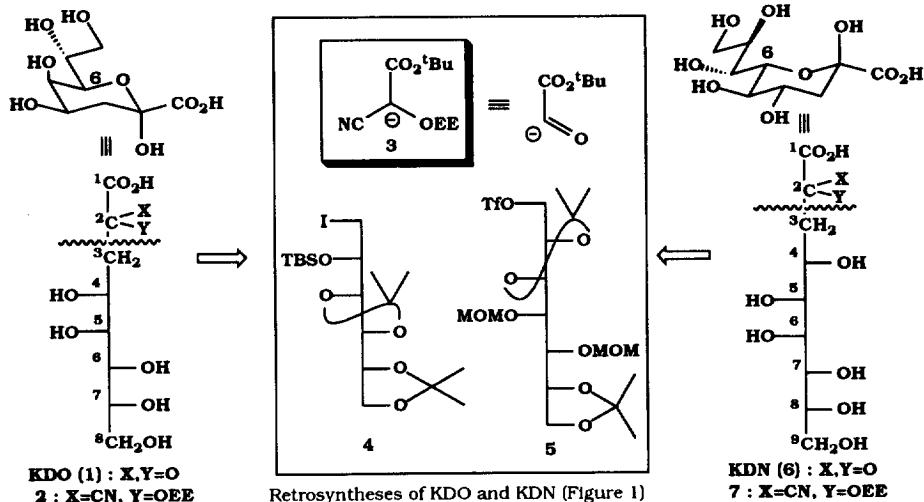 HO
HO
HO
6
O
HO
CO₂H
OH
¹CO₂H
²C
X
Y
³CH₂
4
HO
5
HO
6
OH
7
OH
⁸CH₂OH
KDO (1) : X,Y=O
2 : X=CN, Y=OEE
CO₂ᵗBu
NC
⊖
OEE
3
≡
CO₂ᵗBu
⊖
O
I
TBSO
O
O
O
O
4
TfO
O
O
MOMO
OMOM
O
O
5
Retrosyntheses of KDO and KDN (Figure 1)
HO
OH
6
OH
HO
O
CO₂H
HO
OH
¹CO₂H
²C
X
Y
³CH₂
4
OH
5
HO
6
HO
7
OH
8
OH
⁹CH₂OH
KDN (6) : X,Y=O
7 : X=CN, Y=OEE